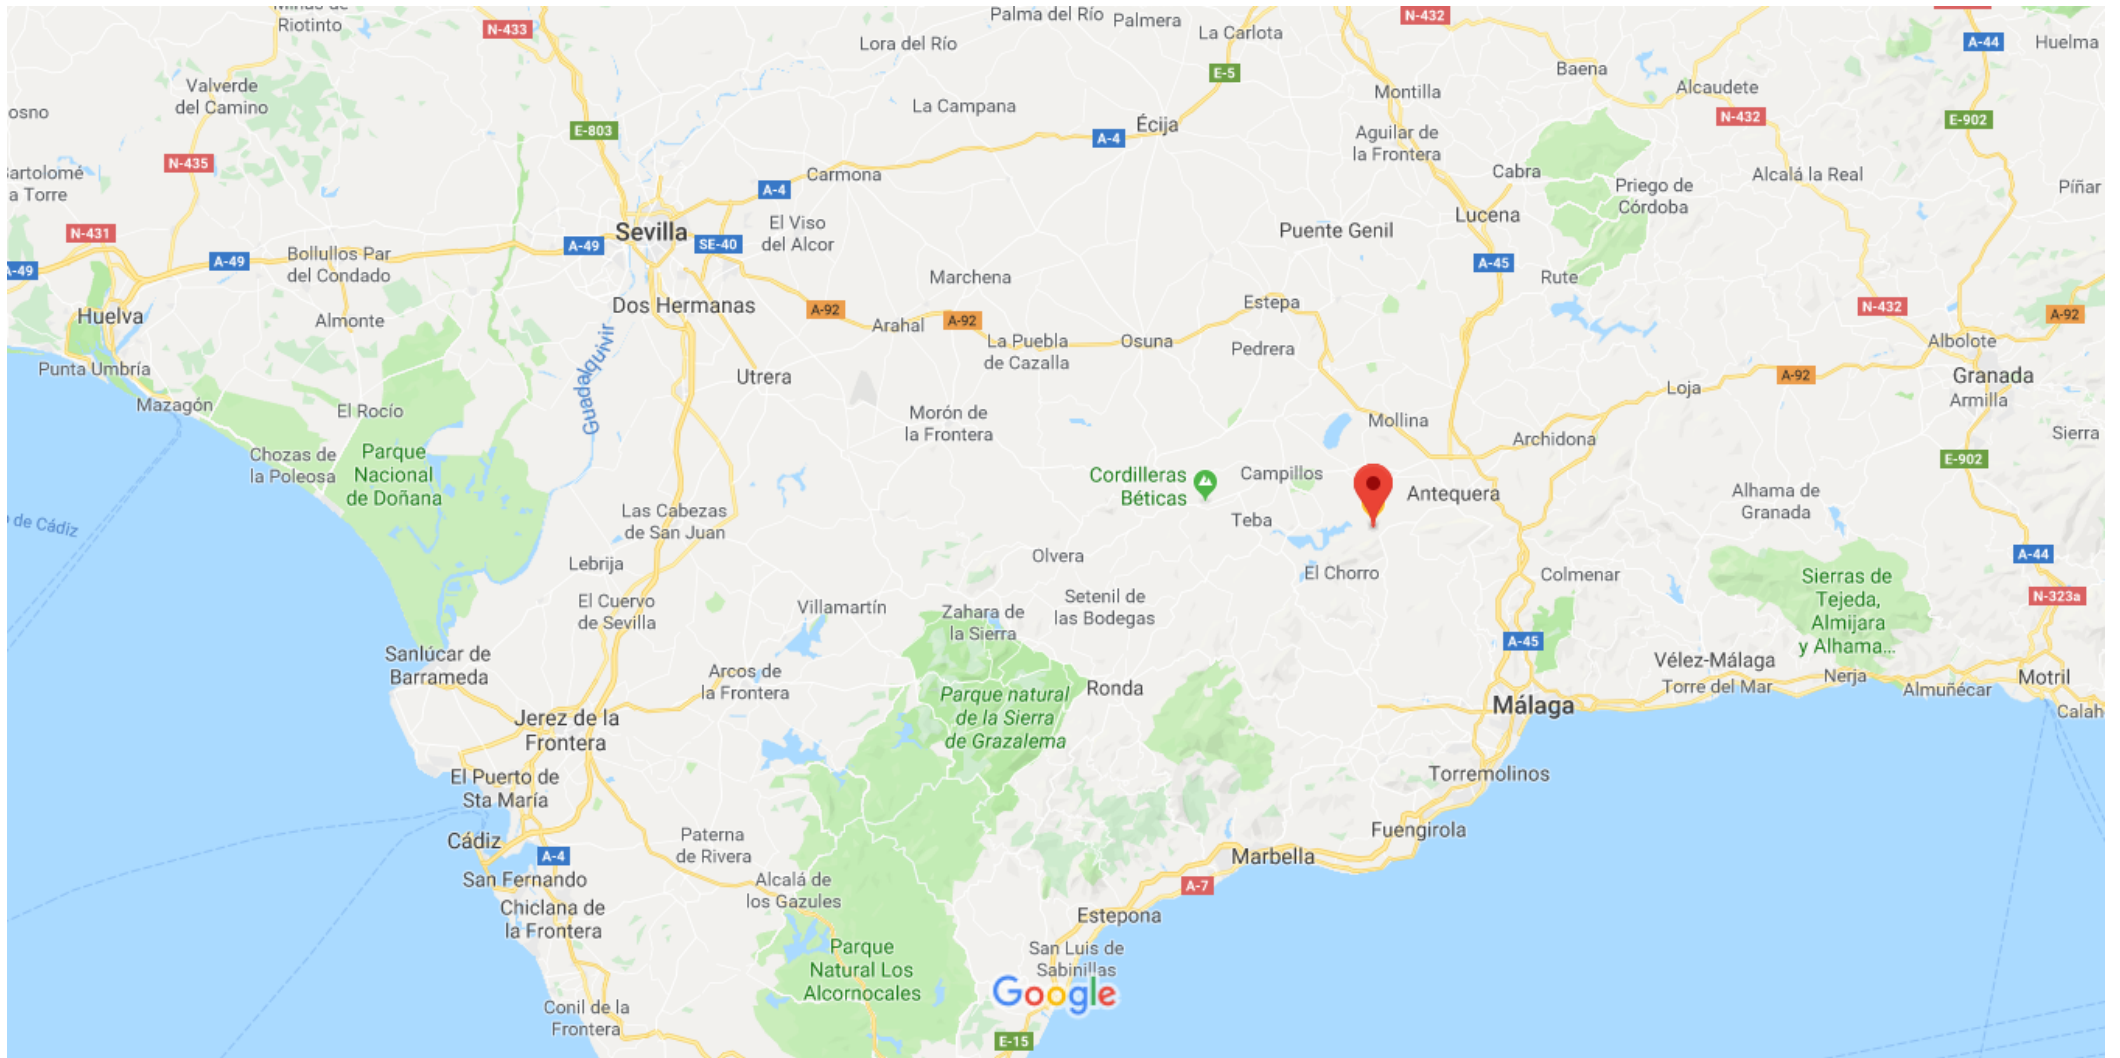 Minas de
Riotinto
N-433
Palma del Río
Palmera
N-432
La Carlota
A-44
Huelma
Lora del Río
E-5
Baena
Valverde
del Camino
La Campana
Montilla
Alcaudete
osno
E-803
Écija
A-4
N-432
E-902
Aguilar de
la Frontera
N-435
Bartolomé
a Torre
Carmona
A-4
Cabra
Priego de
Córdoba
Alcalá la Real
Píñar
N-431
Sevilla
El Viso
del Alcor
Lucena
Puente Genil
A-49
A-49
Bollullos Par
del Condado
A-49
SE-40
A-45
Marchena
Rute
Huelva
Almonte
Dos Hermanas
A-92
Arahal
A-92
Estepa
N-432
A-92
La Puebla
de Cazalla
Osuna
Pedrera
Albolote
Punta Umbría
Guadalquivir
Utrera
Loja
A-92
Granada
Armilla
Mazagón
El Rocío
Morón de
la Frontera
Mollina
Archidona
Sierra
Chozas de
la Poleosa
Parque
Nacional
de Doñana
Cordilleras
Béticas
Campillos
E-902
Antequera
Alhama de
Granada
o de Cádiz
Las Cabezas
de San Juan
Teba
Lebrija
Olvera
El Chorro
Colmenar
A-44
El Cuervo
de Sevilla
Villamartín
Zahara de
la Sierra
Setenil de
las Bodegas
Sierras de
Tejeda,
Almijara
y Alhama...
N-323a
A-45
Sanlúcar de
Barrameda
Arcos de
la Frontera
Parque natural
de la Sierra
de Grazalema
Ronda
Vélez-Málaga
Torre del Mar
Nerja
Almuñécar
Motril
Málaga
Calah
Jerez de la
Frontera
El Puerto de
Sta María
Torremolinos
Cádiz
A-4
Paterna
de Rivera
Fuengirola
Marbella
San Fernando
Alcalá de
los Gazules
A-7
Chiclana de
la Frontera
Estepona
Parque
Natural Los
Alcornocales
San Luis de
Sabinillas
Google
Conil de la
Frontera
E-15